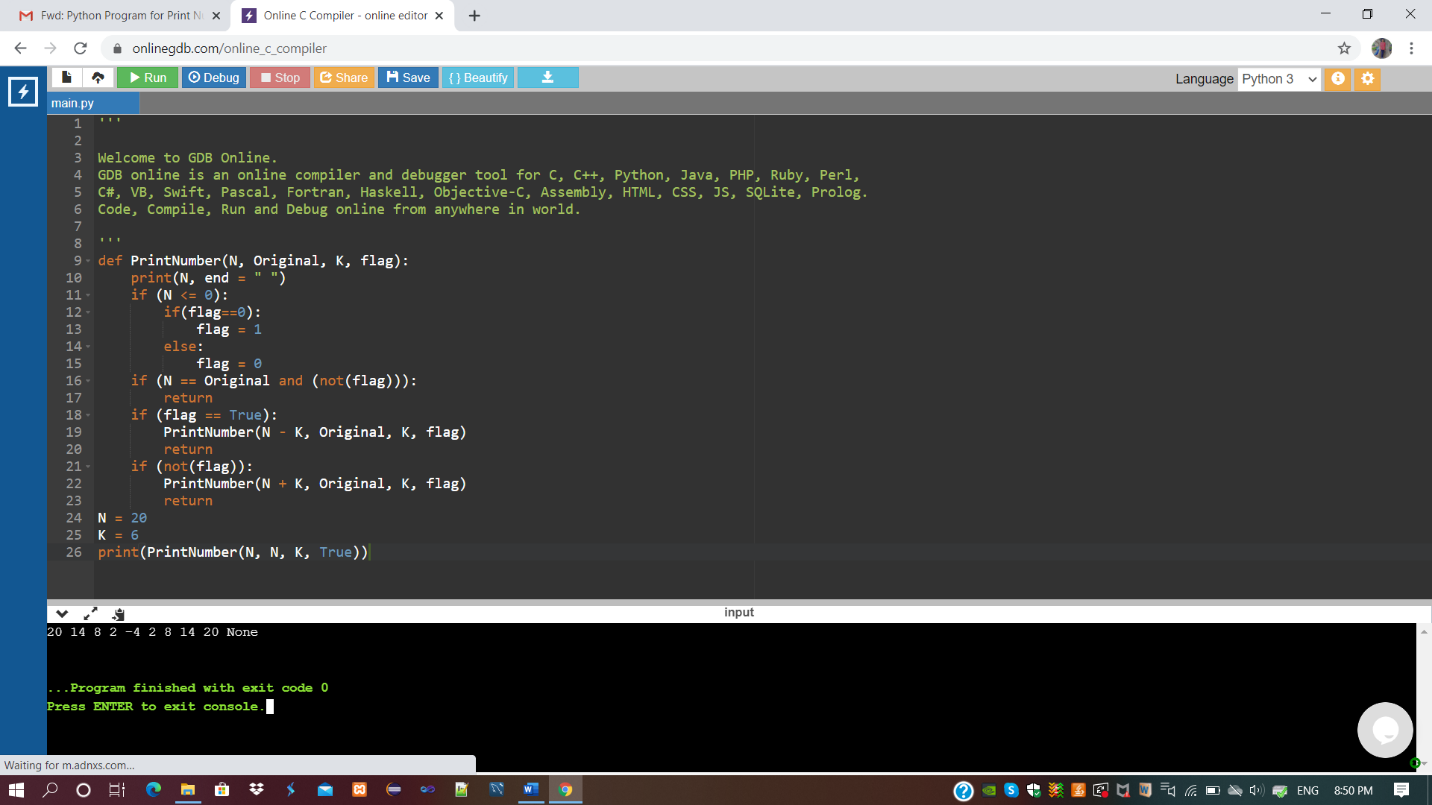 Fwd: Python Program for Print N
Online C Compiler - online editor
onlinegdb.com/online_c_compiler
Run Debug Stop Share Save { } Beautify Language Python 3
main.py
1 '''
2
3 Welcome to GDB Online.
4 GDB online is an online compiler and debugger tool for C, C++, Python, Java, PHP, Ruby, Perl,
5 C#, VB, Swift, Pascal, Fortran, Haskell, Objective-C, Assembly, HTML, CSS, JS, SQLite, Prolog.
6 Code, Compile, Run and Debug online from anywhere in world.
7
8 '''
9 def PrintNumber(N, Original, K, flag):
10     print(N, end = " ")
11     if (N <= 0):
12         if(flag==0):
13             flag = 1
14         else:
15             flag = 0
16     if (N == Original and (not(flag))):
17         return
18     if (flag == True):
19         PrintNumber(N - K, Original, K, flag)
20         return
21     if (not(flag)):
22         PrintNumber(N + K, Original, K, flag)
23         return
24 N = 20
25 K = 6
26 print(PrintNumber(N, N, K, True))
input
20 14 8 2 -4 2 8 14 20 None
...Program finished with exit code 0
Press ENTER to exit console.
Waiting for m.adnxs.com...
ENG 8:50 PM